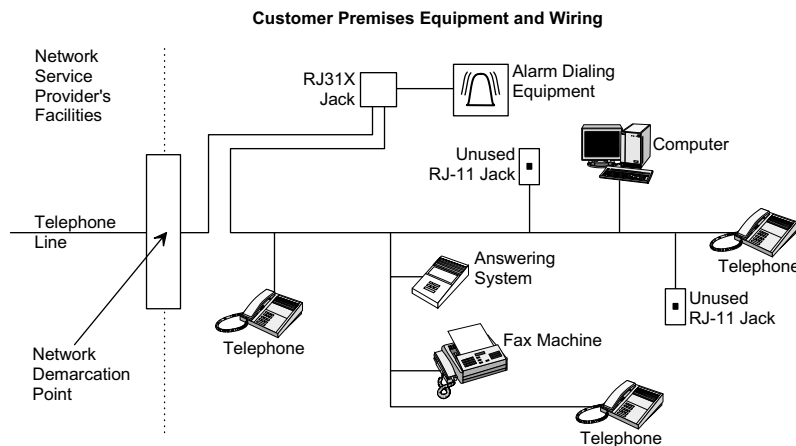 Customer Premises Equipment and Wiring
Network
Service
Provider's
Facilities
RJ31X
Jack
Alarm Dialing
Equipment
Unused
RJ-11 Jack
Computer
Telephone
Line
Answering
System
Telephone
Unused
RJ-11 Jack
Telephone
Fax Machine
Network
Demarcation
Point
Telephone